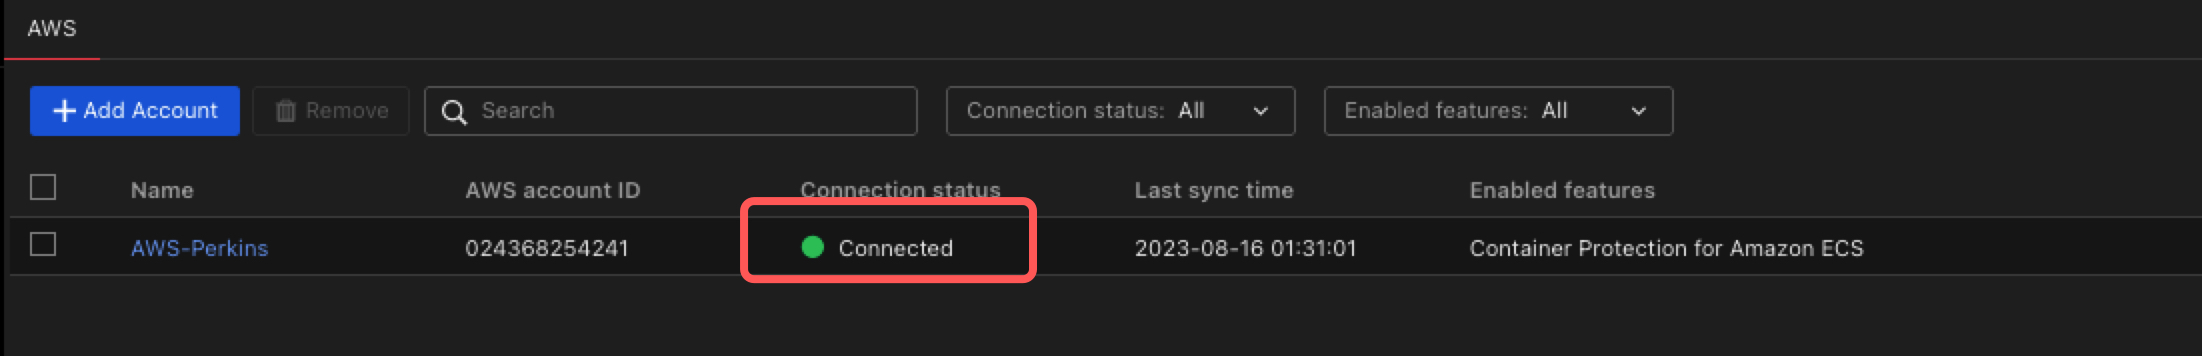 AWS
Add Account Remove Search Connection status: All Enabled features: All
Name AWS account ID Connection status Last sync time Enabled features
AWS-Perkins 024368254241 Connected 2023-08-16 01:31:01 Container Protection for Amazon ECS